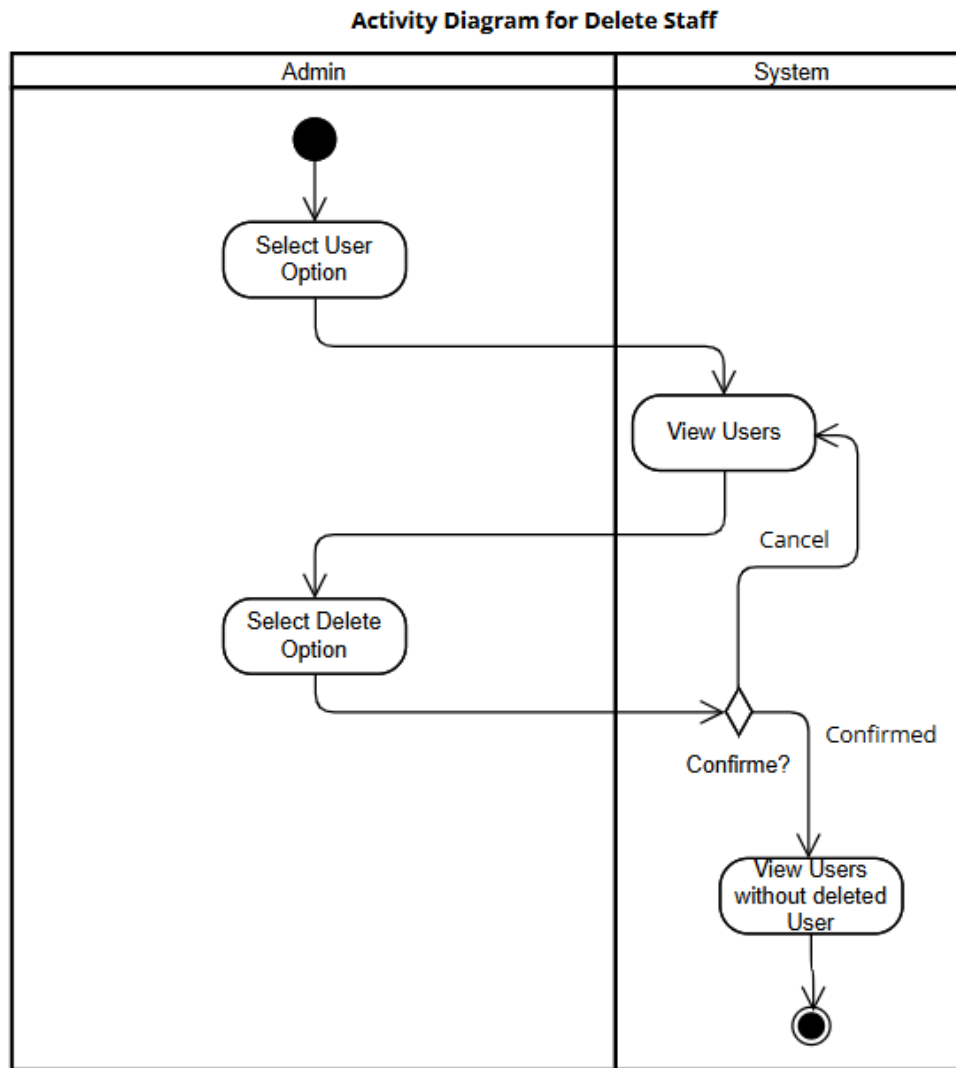 Activity Diagram for Delete Staff
Admin
System
Select User
Option
View Users
Cancel
Select Delete
Option
Confirmed
Confirme?
View Users
without deleted
User